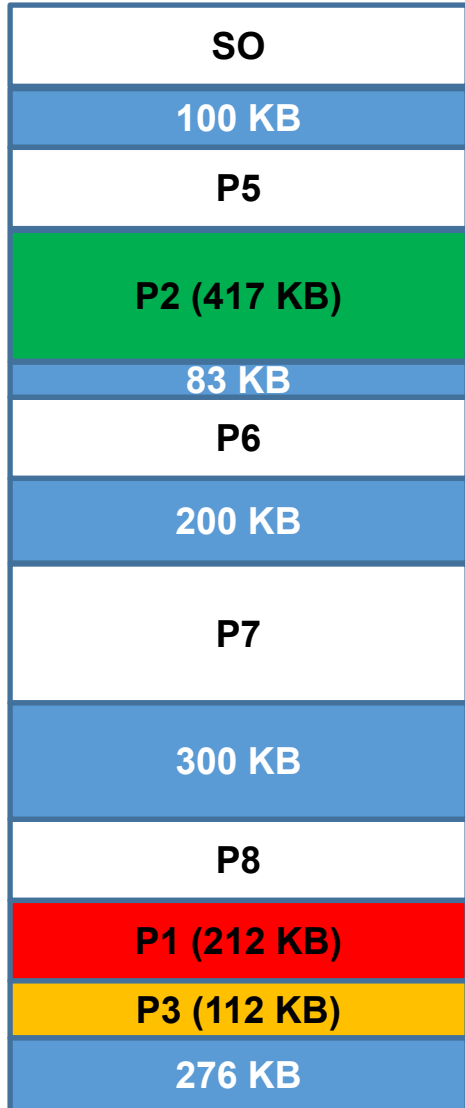 SO
100 KB
P5
P2 (417 KB)
83 KB
P6
200 KB
P7
300 KB
P8
P1 (212 KB)
P3 (112 KB)
276 KB